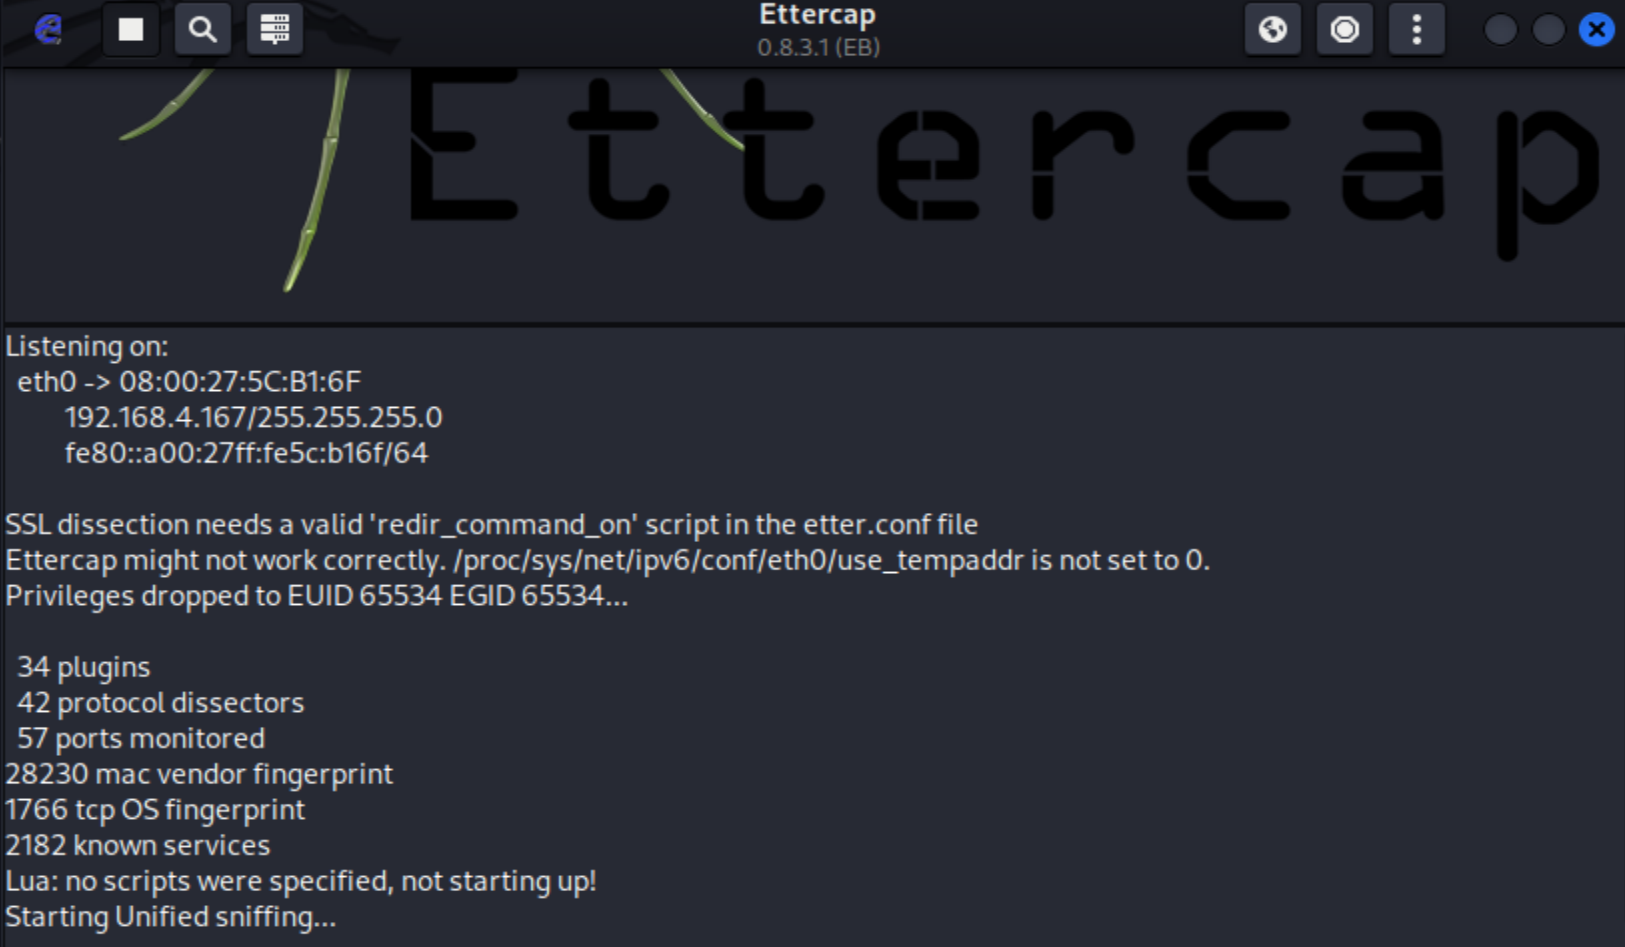 Ettercap
0.8.3.1 (EB)
Ettercap
Listening on:
eth0 -> 08:00:27:5C:B1:6F
192.168.4.167/255.255.255.0
fe80::a00:27ff:fe5c:b16f/64
SSL dissection needs a valid 'redir_command_on' script in the etter.conf file
Ettercap might not work correctly. /proc/sys/net/ipv6/conf/eth0/use_tempaddr is not set to 0.
Privileges dropped to EUID 65534 EGID 65534...
34 plugins
42 protocol dissectors
57 ports monitored
28230 mac vendor fingerprint
1766 tcp OS fingerprint
2182 known services
Lua: no scripts were specified, not starting up!
Starting Unified sniffing...